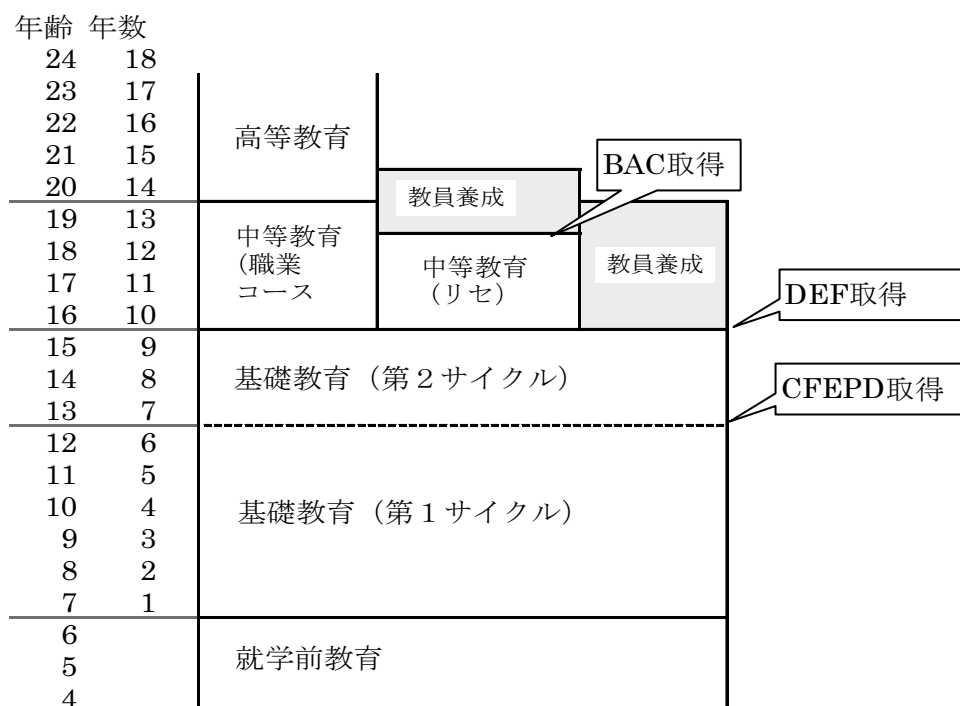 年齢 年数
24 18
23 17
22 16
21 15
20 14
19 13
18 12
17 11
16 10
15 9
14 8
13 7
12 6
11 5
10 4
9 3
8 2
7 1
6
5
4
高等教育
教員養成
BAC取得
中等教育
(職業
コース
中等教育
(リセ)
教員養成
DEF取得
基礎教育（第２サイクル）
CFEPD取得
基礎教育（第１サイクル）
就学前教育